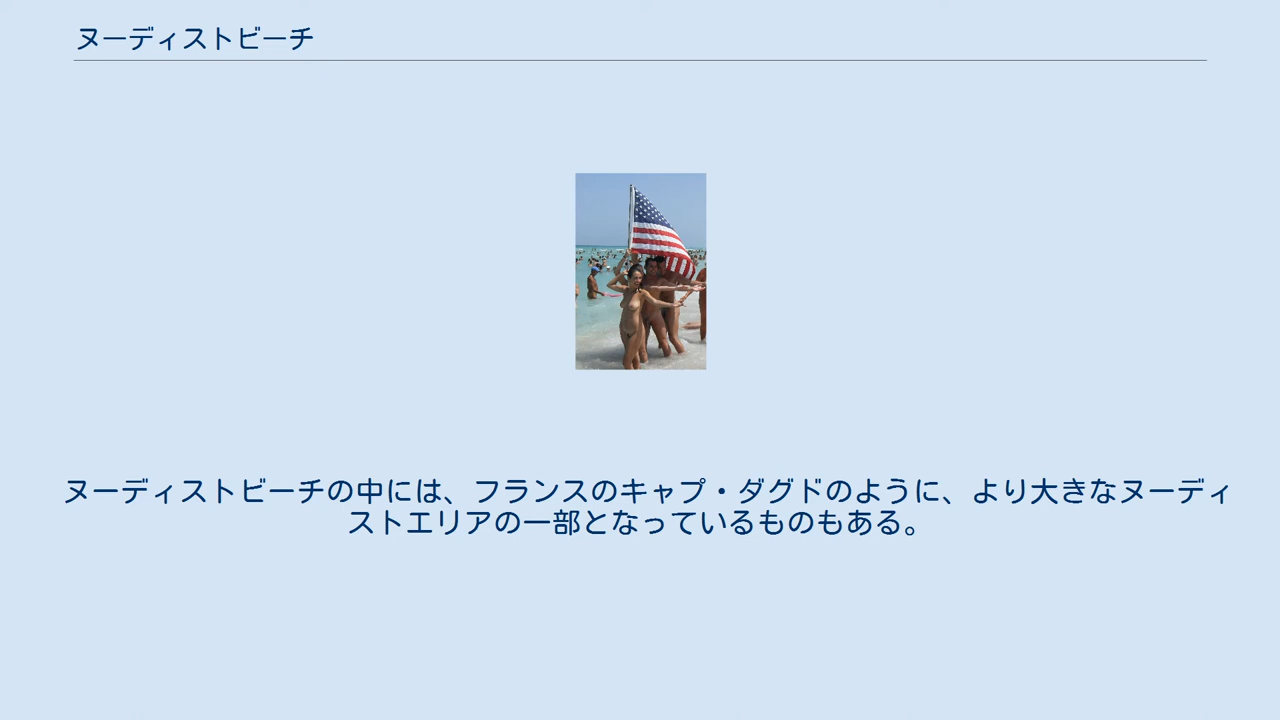 ヌーディストビーチ
ヌーディストビーチの中には、フランスのキャプ・ダグドのように、より大きなヌーディ
ストエリアの一部となっているものもある。